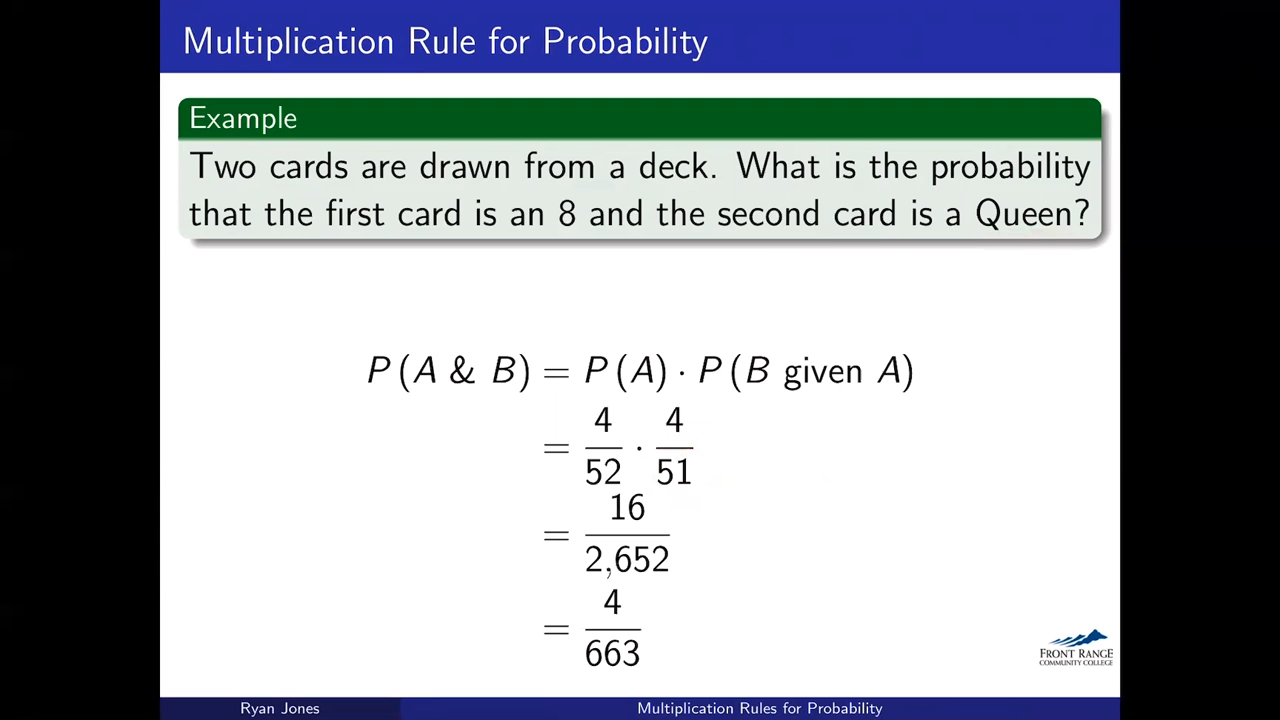 Multiplication Rule for Probability
Example
Two cards are drawn from a deck. What is the probability
that the first card is an 8 and the second card is a Queen?
P(A & B) = P(A) · P(B given A)
= 4/52 · 4/51
= 16/2,652
= 4/663
FRONT RANGE
COMMUNITY COLLEGE
Ryan Jones
Multiplication Rules for Probability